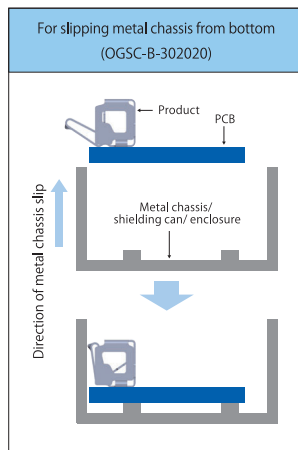 For slipping metal chassis from bottom
(OGSC-B-302020)
Product
PCB
Direction of metal chassis slip
Metal chassis/
shielding can/ enclosure